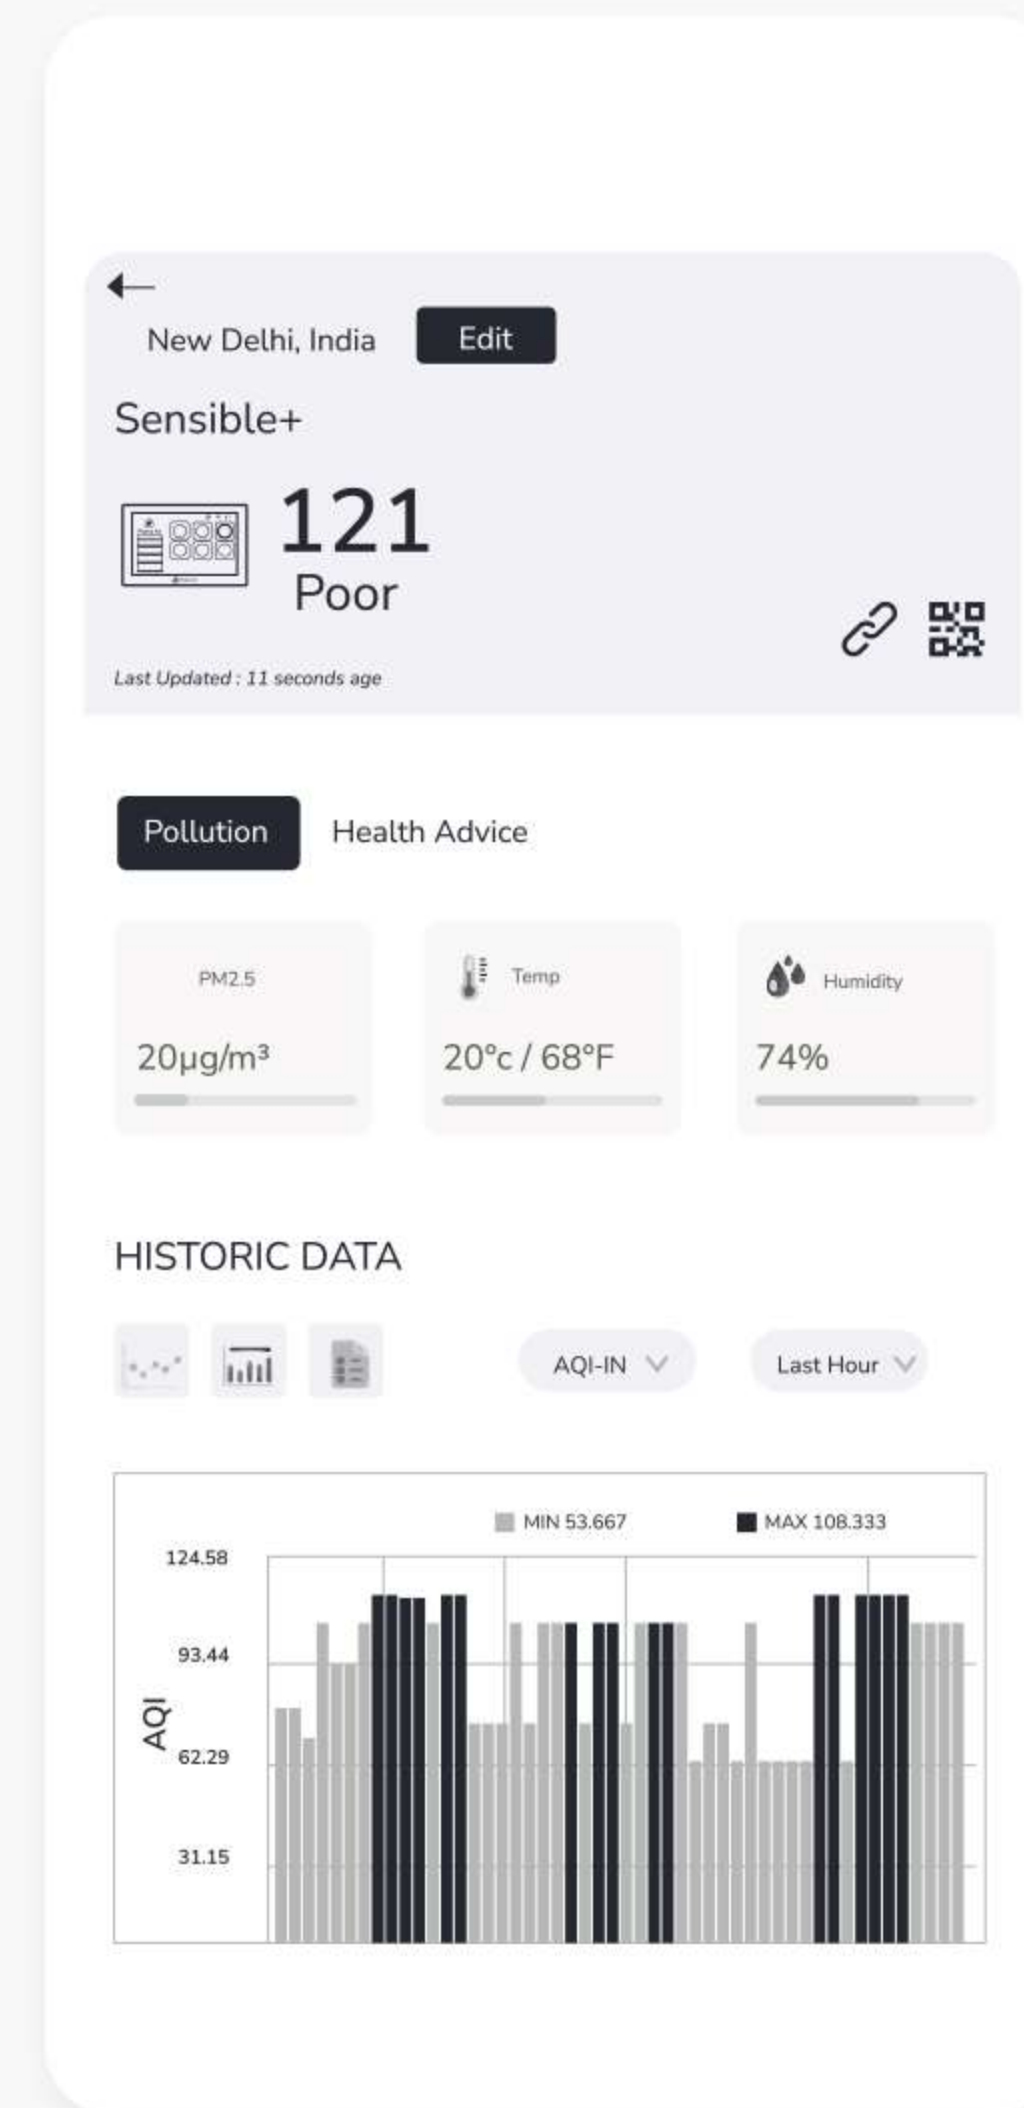 New Delhi, India Edit
Sensible+
121
Poor
Last Updated : 11 seconds age
Pollution Health Advice
PM2.5 Temp Humidity
20µg/m³ 20°c / 68°F 74%
HISTORIC DATA
AQI-IN Last Hour
MIN 53.667 MAX 108.333
124.58
93.44
AQI
62.29
31.15